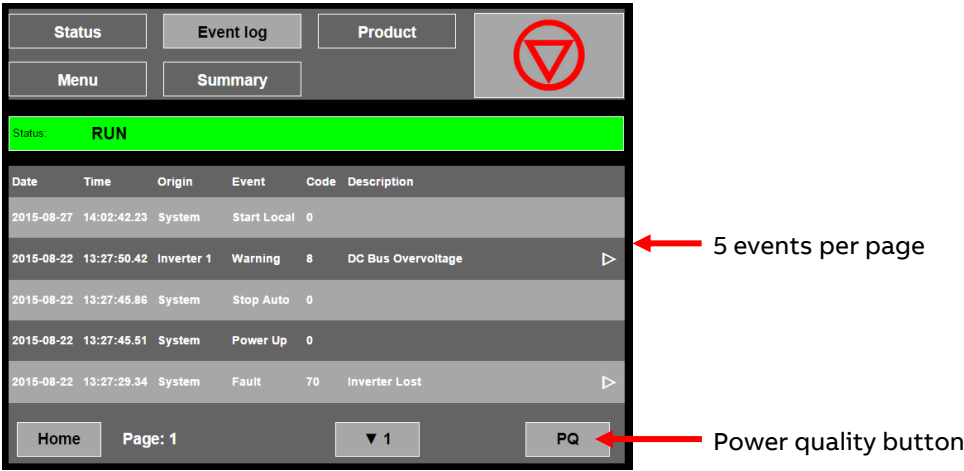 Status Event log Product
Menu Summary
Status: RUN
Date Time Origin Event Code Description
2015-08-27 14:02:42.23 System Start Local 0
2015-08-22 13:27:50.42 Inverter 1 Warning 8 DC Bus Overvoltage
5 events per page
2015-08-22 13:27:45.86 System Stop Auto 0
2015-08-22 13:27:45.51 System Power Up 0
2015-08-22 13:27:29.34 System Fault 70 Inverter Lost
Home Page: 1 ▼ 1 PQ
Power quality button